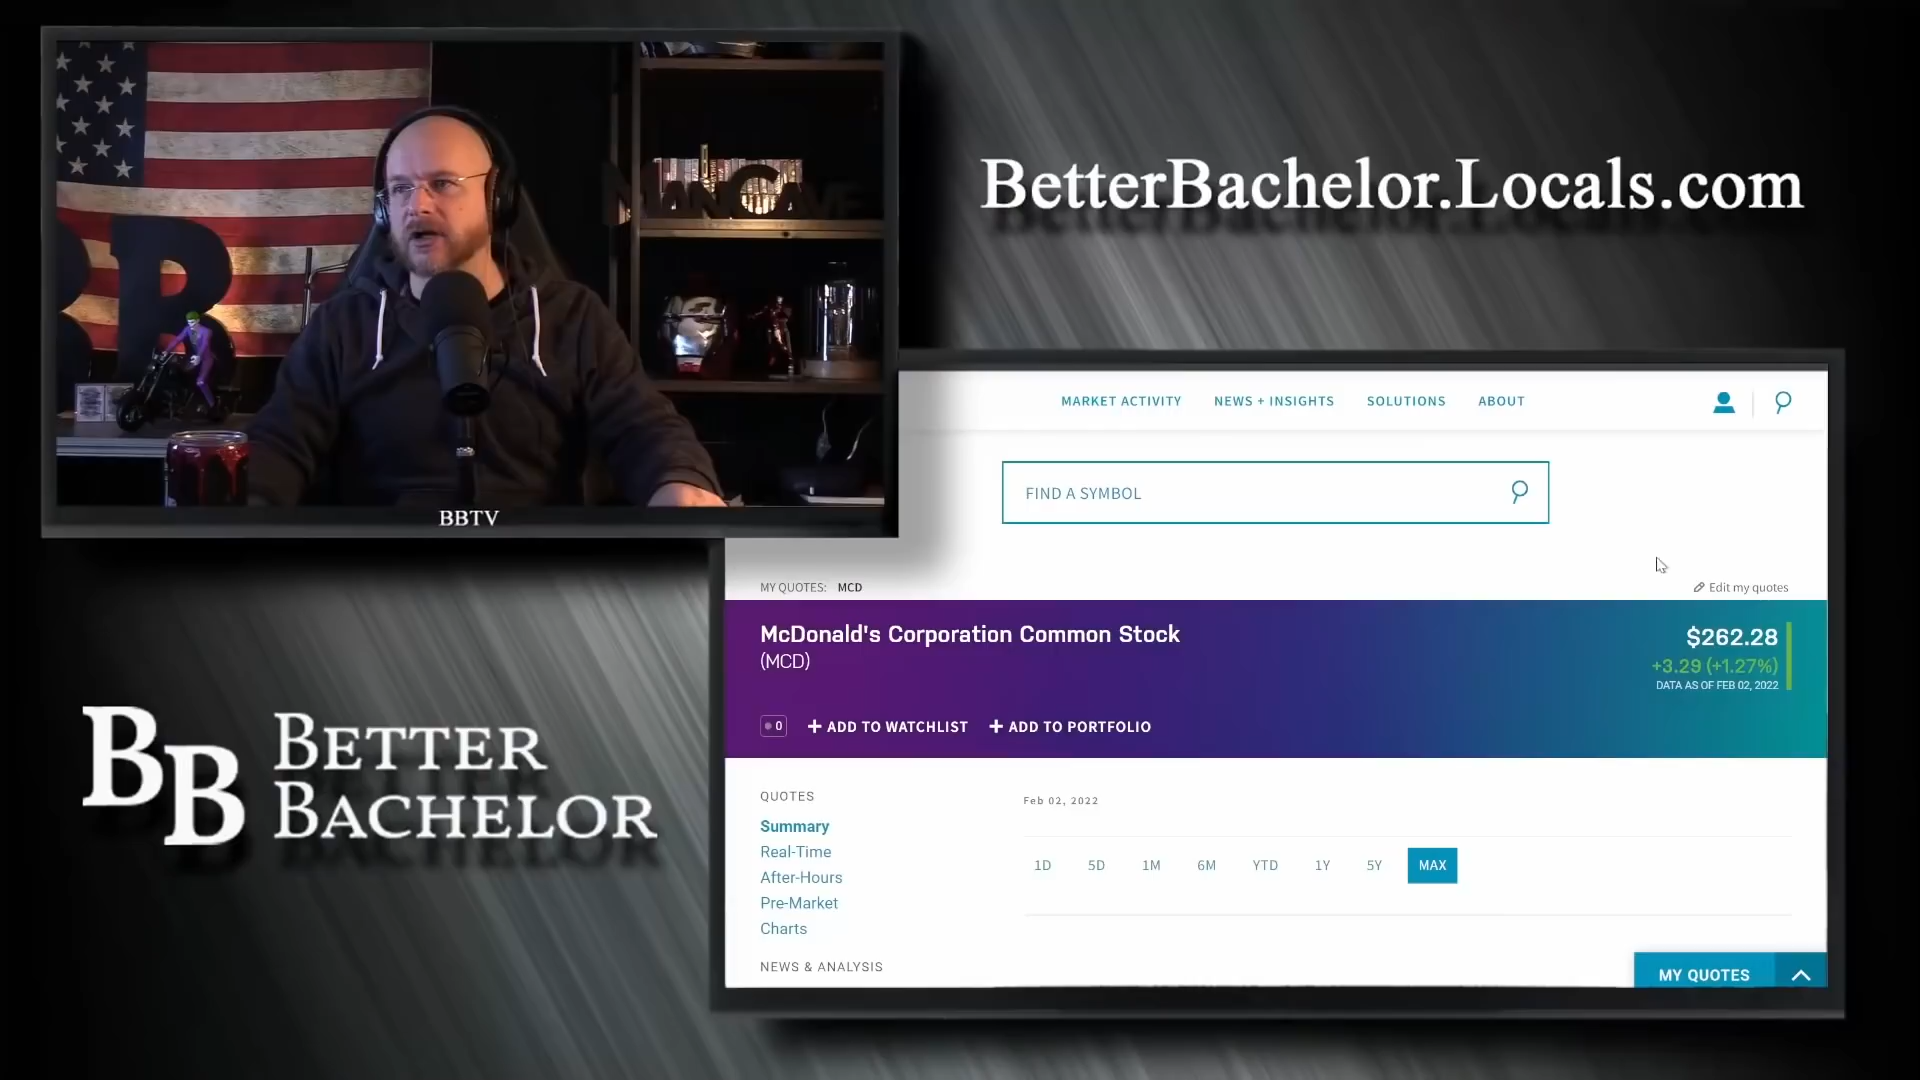 BetterBachelor.Locals.com
MANCAVE
BB
BBTV
MARKET ACTIVITY NEWS + INSIGHTS SOLUTIONS ABOUT
FIND A SYMBOL
MY QUOTES: MCD Edit my quotes
McDonald's Corporation Common Stock
(MCD)
$262.28
+3.29 (+1.27%)
DATA AS OF FEB 02, 2022
0 + ADD TO WATCHLIST + ADD TO PORTFOLIO
BB
BETTER
BACHELOR
QUOTES
Summary
Real-Time
After-Hours
Pre-Market
Charts
NEWS & ANALYSIS
Feb 02, 2022
1D 5D 1M 6M YTD 1Y 5Y MAX
MY QUOTES